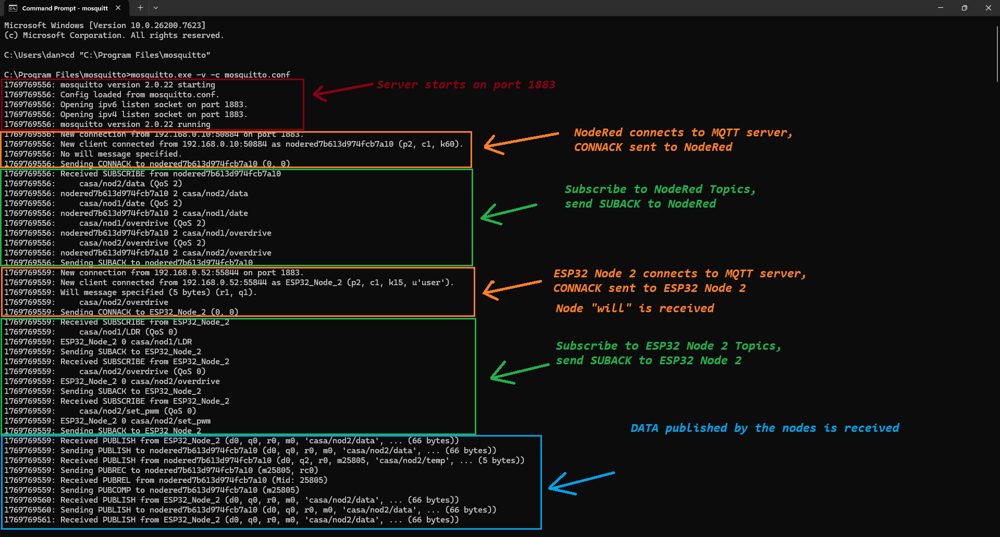 Command Prompt - mosquitt
Microsoft Windows [Version 10.0.26200.7623]
(c) Microsoft Corporation. All rights reserved.
C:\Users\dan>cd "C:\Program Files\mosquitto"
C:\Program Files\mosquitto>mosquitto.exe -v -c mosquitto.conf
1769769556: mosquitto version 2.0.22 starting
Server starts on port 1883
1769769556: Config loaded from mosquitto.conf.
1769769556: Opening ipv6 listen socket on port 1883.
1769769556: Opening ipv4 listen socket on port 1883.
1769769556: mosquitto version 2.0.22 running
1769769556: New connection from 192.168.0.10:50884 on port 1883.
NodeRed connects to MQTT server,
1769769556: New client connected from 192.168.0.10:50884 as nodered7b613d974fcb7a10 (p2, c1, k60).
CONNACK sent to NodeRed
1769769556: No will message specified.
1769769556: Sending CONNACK to nodered7b613d974fcb7a10 (0, 0)
1769769556: Received SUBSCRIBE from nodered7b613d974fcb7a10
1769769556:     casa/nod2/data (QoS 2)
Subscribe to NodeRed Topics,
1769769556: nodered7b613d974fcb7a10 2 casa/nod2/data
1769769556:     casa/nod1/date (QoS 2)
send SUBACK to NodeRed
1769769556: nodered7b613d974fcb7a10 2 casa/nod1/date
1769769556:     casa/nod1/overdrive (QoS 2)
1769769556: nodered7b613d974fcb7a10 2 casa/nod1/overdrive
1769769556:     casa/nod2/overdrive (QoS 2)
1769769556: nodered7b613d974fcb7a10 2 casa/nod2/overdrive
1769769556: Sending SUBACK to nodered7b613d974fcb7a10
1769769559: New connection from 192.168.0.52:55844 on port 1883.
ESP32 Node 2 connects to MQTT server,
1769769559: New client connected from 192.168.0.52:55844 as ESP32_Node_2 (p2, c1, k15, u'user').
CONNACK sent to ESP32 Node 2
1769769559: Will message specified (5 bytes) (r1, q1).
1769769559:     casa/nod2/overdrive
Node "will" is received
1769769559: Sending CONNACK to ESP32_Node_2 (0, 0)
1769769559: Received SUBSCRIBE from ESP32_Node_2
1769769559:     casa/nod1/LDR (QoS 0)
1769769559: ESP32_Node_2 0 casa/nod1/LDR
Subscribe to ESP32 Node 2 Topics,
1769769559: Sending SUBACK to ESP32_Node_2
1769769559: Received SUBSCRIBE from ESP32_Node_2
send SUBACK to ESP32 Node 2
1769769559:     casa/nod2/overdrive (QoS 0)
1769769559: ESP32_Node_2 0 casa/nod2/overdrive
1769769559: Sending SUBACK to ESP32_Node_2
1769769559: Received SUBSCRIBE from ESP32_Node_2
1769769559:     casa/nod2/set_pwm (QoS 0)
1769769559: ESP32_Node_2 0 casa/nod2/set_pwm
1769769559: Sending SUBACK to ESP32_Node_2
DATA published by the nodes is received
1769769559: Received PUBLISH from ESP32_Node_2 (d0, q0, r0, m0, 'casa/nod2/data', ... (66 bytes))
1769769559: Sending PUBLISH to nodered7b613d974fcb7a10 (d0, q0, r0, m0, 'casa/nod2/data', ... (66 bytes))
1769769559: Received PUBLISH from nodered7b613d974fcb7a10 (d0, q2, r0, m25805, 'casa/nod2/temp', ... (5 bytes))
1769769559: Sending PUBREC to nodered7b613d974fcb7a10 (m25805, rc0)
1769769559: Received PUBREL from nodered7b613d974fcb7a10 (Mid: 25805)
1769769559: Sending PUBCOMP to nodered7b613d974fcb7a10 (m25805)
1769769560: Received PUBLISH from ESP32_Node_2 (d0, q0, r0, m0, 'casa/nod2/data', ... (66 bytes))
1769769560: Sending PUBLISH to nodered7b613d974fcb7a10 (d0, q0, r0, m0, 'casa/nod2/data', ... (66 bytes))
1769769561: Received PUBLISH from ESP32_Node_2 (d0, q0, r0, m0, 'casa/nod2/data', ... (66 bytes))